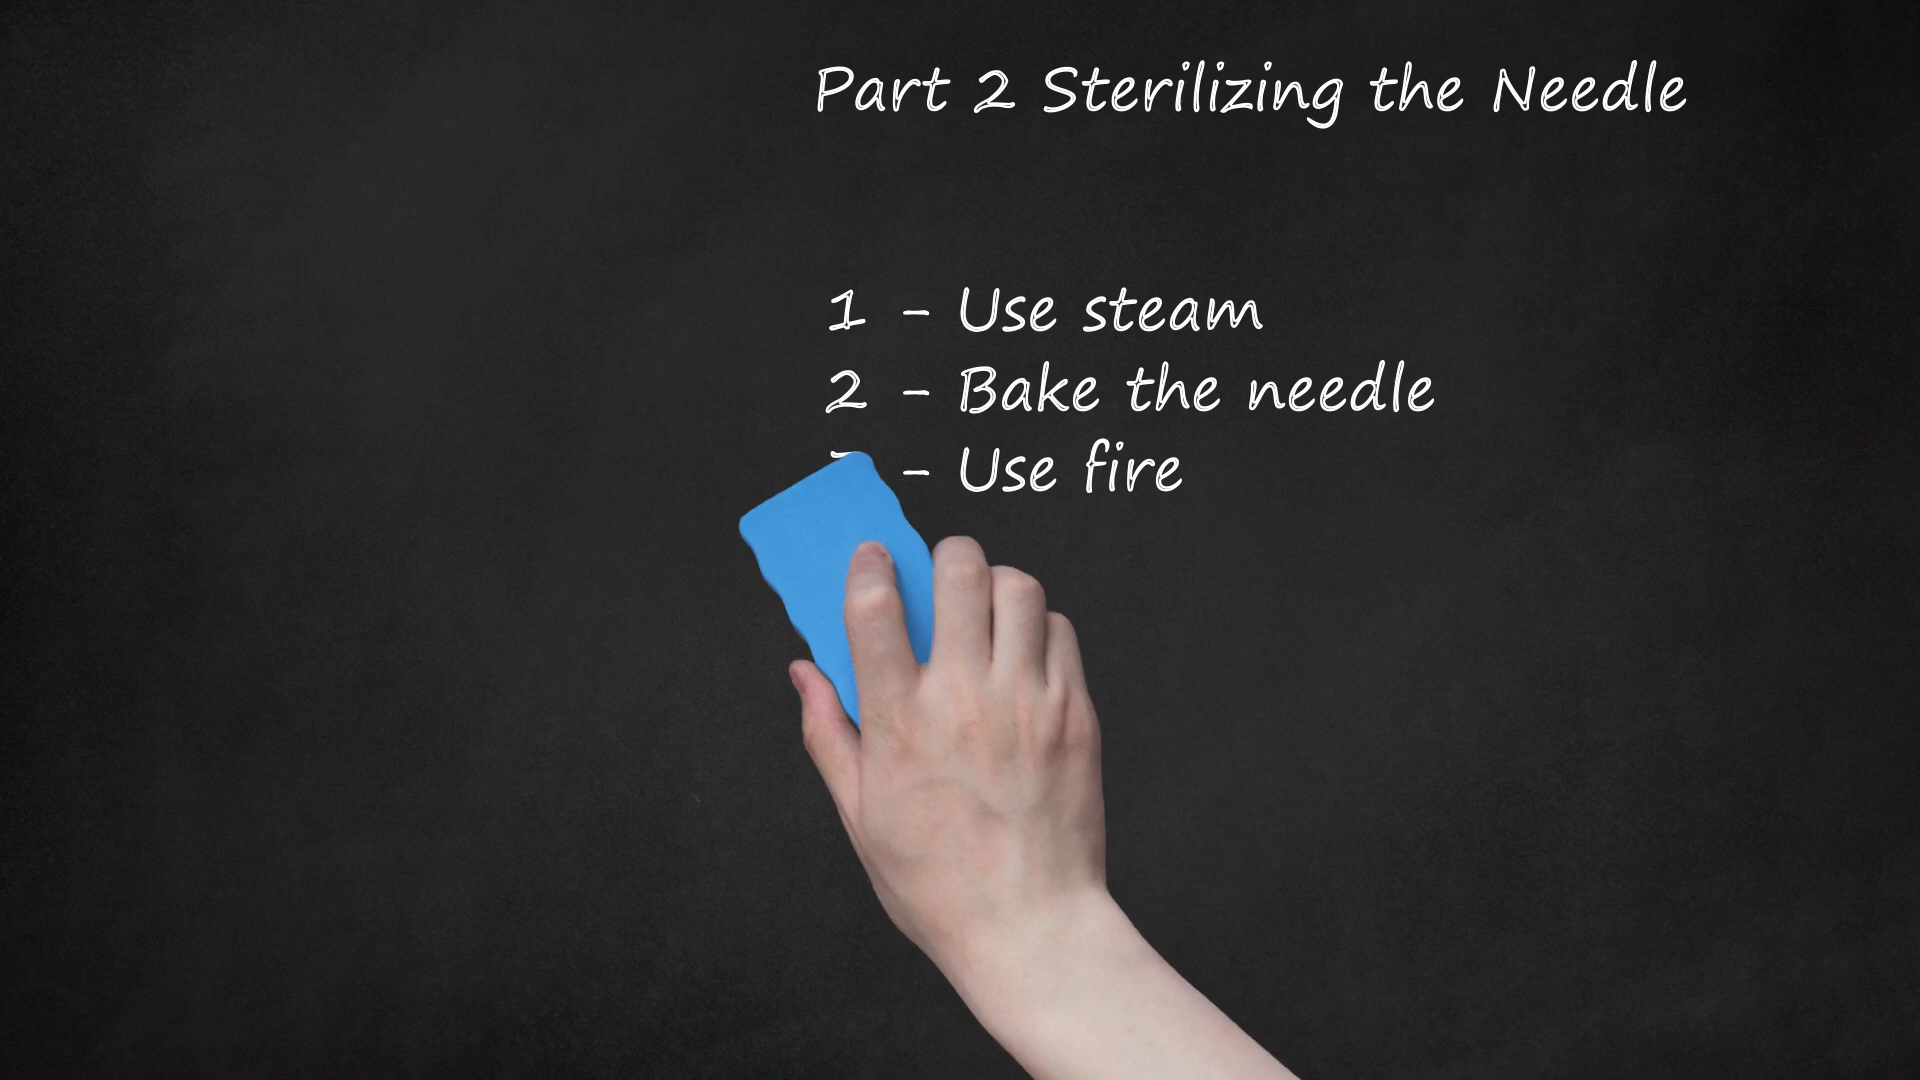 Part 2 Sterilizing the Needle
1 - Use steam
2 - Bake the needle
- Use fire